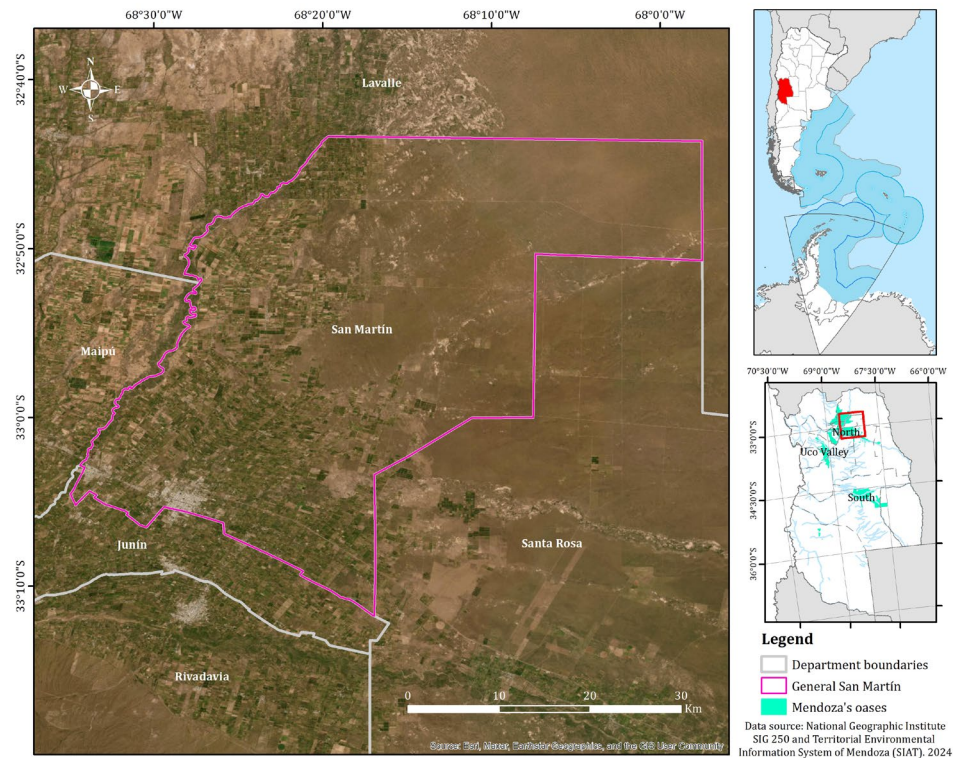 68°30'0"W 68°20'0"W 68°10'0"W 68°0'0"W
32°40'0"S
32°50'0"S
33°0'0"S
33°10'0"S
N
W E
S
Lavalle
San Martín
Maipú
Junín
Santa Rosa
Rivadavia
0 10 20 30
Km
Source: Esri, Maxar, Earthstar Geographics, and the GIS User Community
70°30'0"W 69°0'0"W 67°30'0"W 66°0'0"W
33°0'0"S
34°30'0"S
36°0'0"S
North
Uco Valley
South
Legend
Department boundaries
General San Martín
Mendoza's oases
Data source: National Geographic Institute
SIG 250 and Territorial Environmental
Information System of Mendoza (SIAT). 2024